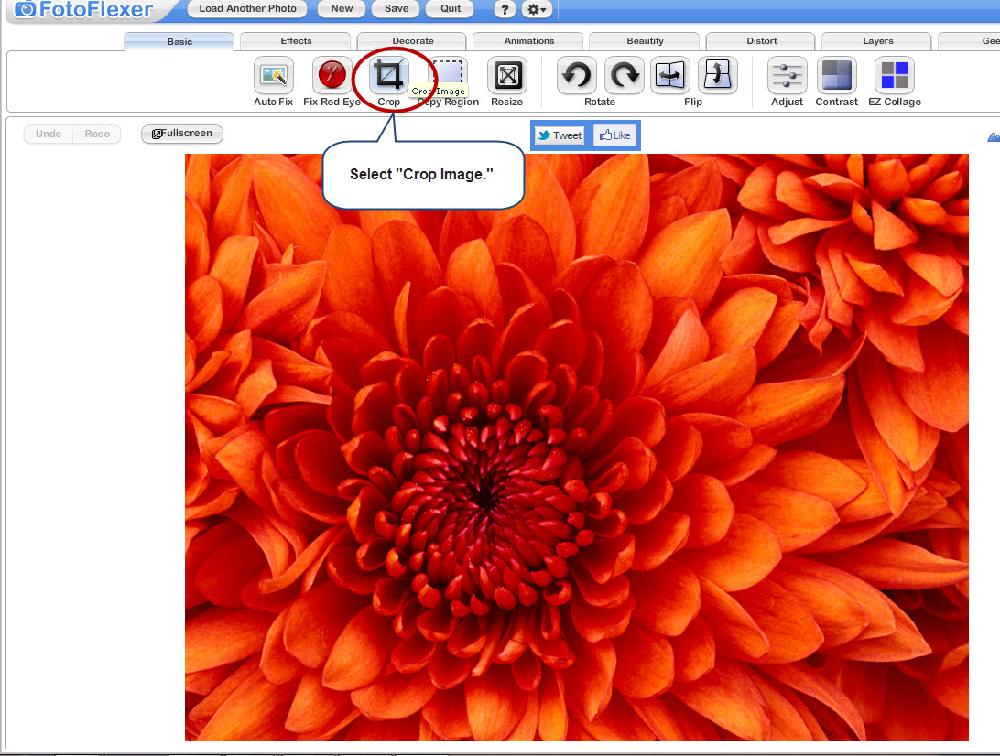 FotoFlexer
Load Another Photo New Save Quit ?
Basic Effects Decorate Animations Beautify Distort Layers Gee
Crop Image
Auto Fix Fix Red Eye Crop Copy Region Resize Rotate Flip Adjust Contrast EZ Collage
Undo Redo Fullscreen Tweet Like
Select "Crop Image."